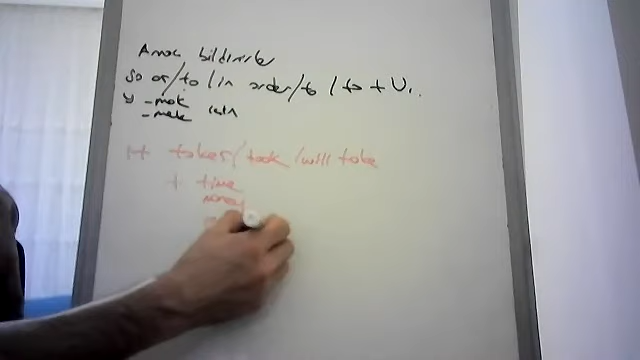 Amaç bildirirler
so as/to / in order/to / to + V1.
↳ -mak
-mek için
It takes/took/will take
+ time
money